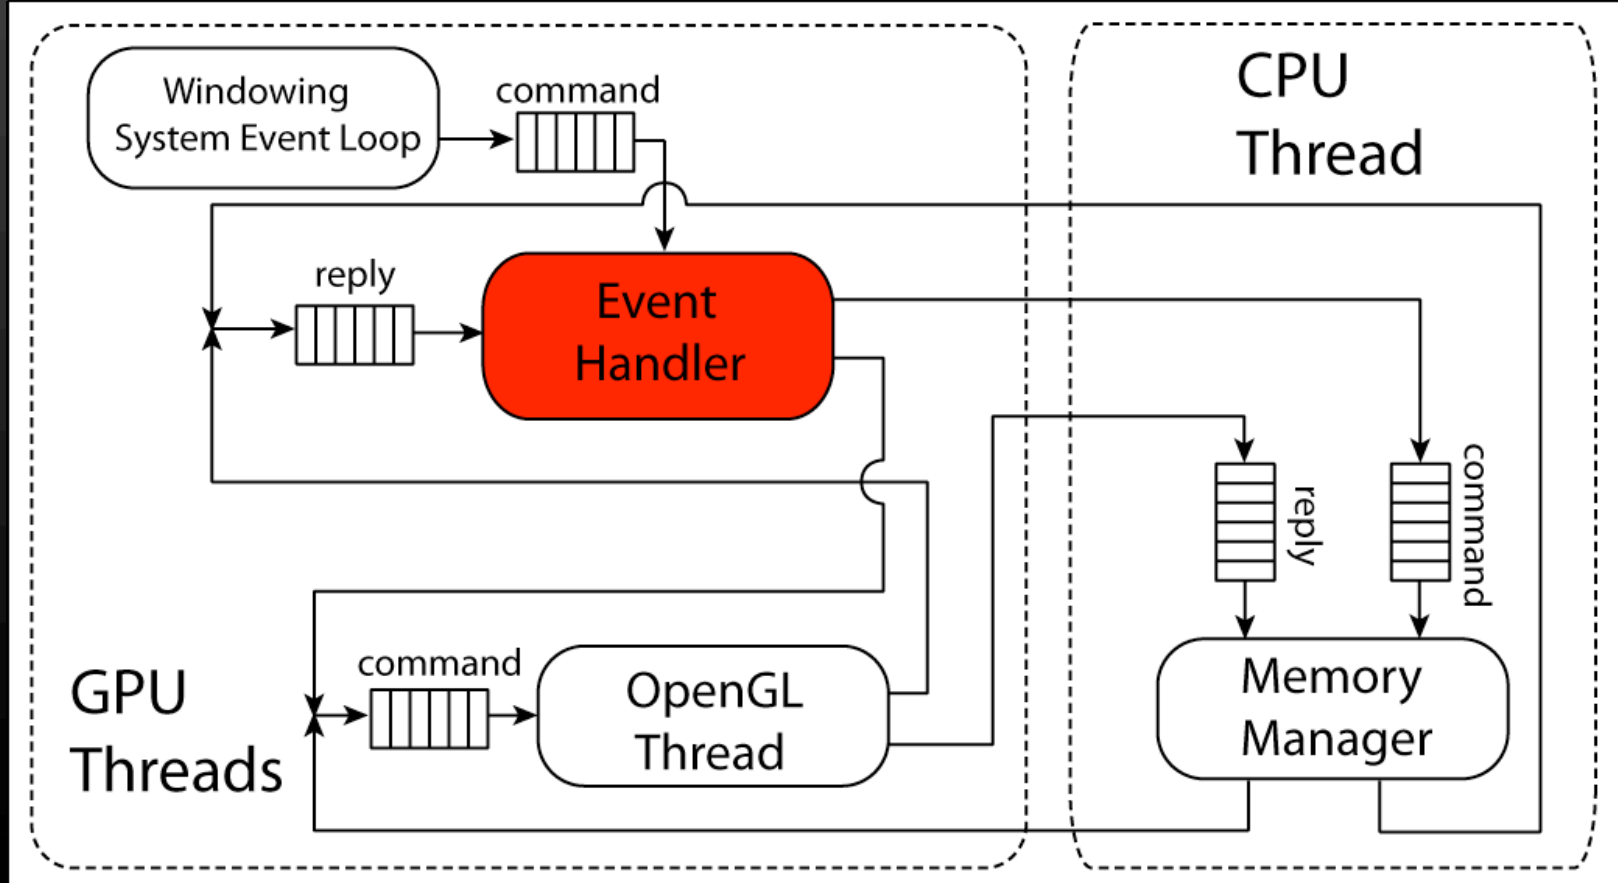 Windowing
System Event Loop
command
CPU
Thread
reply
Event
Handler
reply
command
GPU
Threads
command
OpenGL
Thread
Memory
Manager